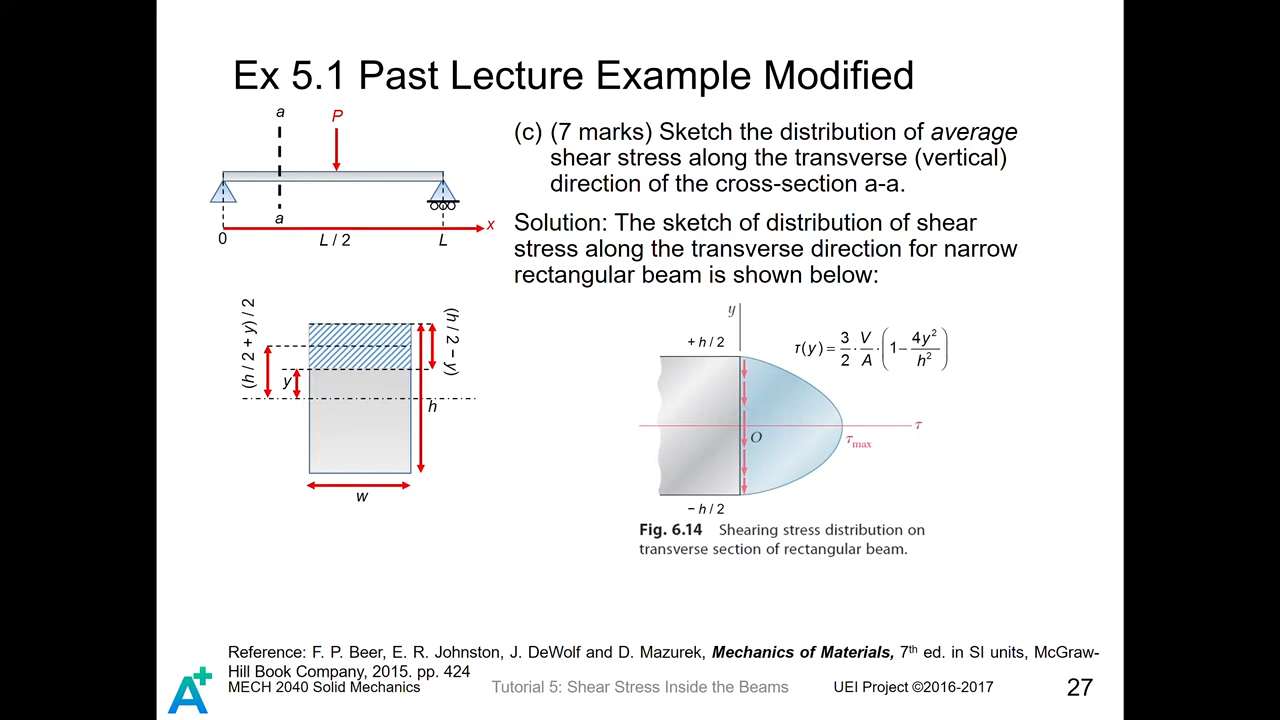 Ex 5.1 Past Lecture Example Modified
a
P
a
x
0
L / 2
L
(c) (7 marks) Sketch the distribution of average
shear stress along the transverse (vertical)
direction of the cross-section a-a.
Solution: The sketch of distribution of shear
stress along the transverse direction for narrow
rectangular beam is shown below:
(h / 2 + y) / 2
y
(h / 2 − y)
h
w
y
+ h / 2
τ(y) = 3/2 · V/A · (1 − 4y²/h²)
O
τ
τmax
− h / 2
Fig. 6.14 Shearing stress distribution on
transverse section of rectangular beam.
Reference: F. P. Beer, E. R. Johnston, J. DeWolf and D. Mazurek, Mechanics of Materials, 7th ed. in SI units, McGraw-
Hill Book Company, 2015. pp. 424
MECH 2040 Solid Mechanics
Tutorial 5: Shear Stress Inside the Beams
UEI Project ©2016-2017
27
A+